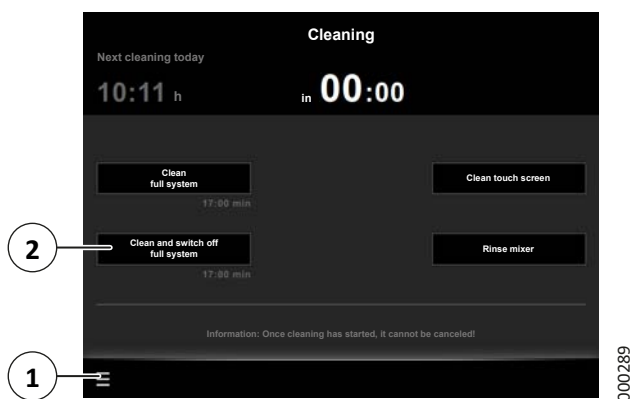 Cleaning
Next cleaning today
10:11 h
in 00:00
Clean
full system
17:00 min
Clean touch screen
2
Clean and switch off
full system
17:00 min
Rinse mixer
Information: Once cleaning has started, it cannot be canceled!
1
000289